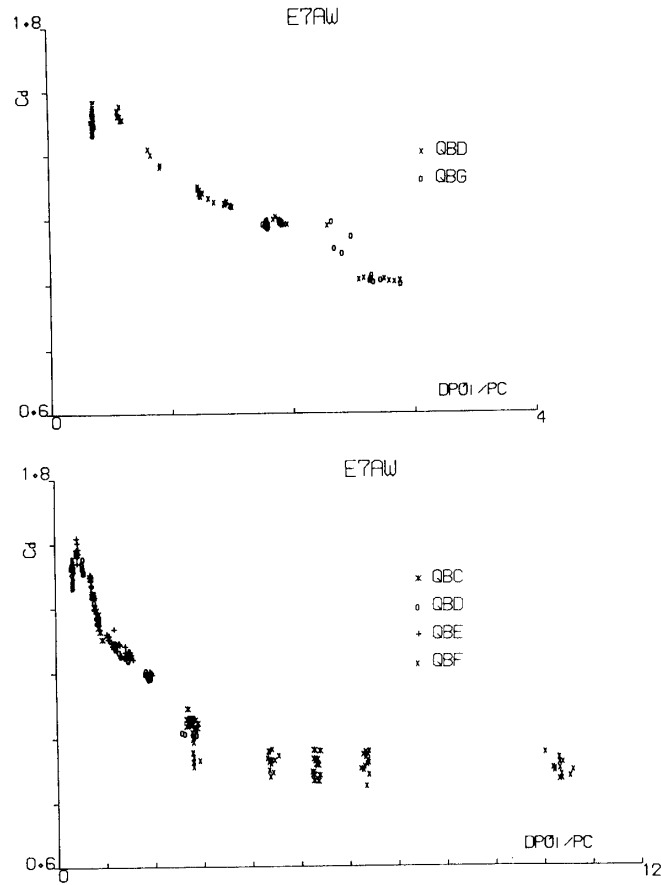 E7AW
1.8
Cd
x QBD
o QBG
DP01/PC
0.6
0
4
E7AW
1.8
Cd
x QBC
o QBD
+ QBE
x QBF
DP01/PC
0.6
0
12